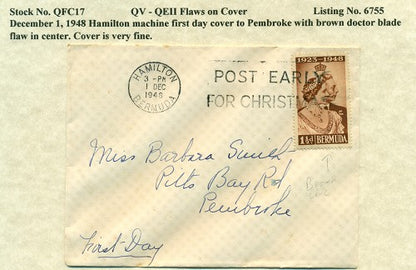 Stock No. QFC17 QV - QEII Flaws on Cover Listing No. 6755
December 1, 1948 Hamilton machine first day cover to Pembroke with brown doctor blade
flaw in center. Cover is very fine.
HAMILTON
3 - PM
1 DEC
1948
BERMUDA
POST EARLY
FOR CHRISTMA
1923-1948
1½d BERMUDA
Miss Barbara Smith
Pitts Bay Rd
Pembroke
First Day